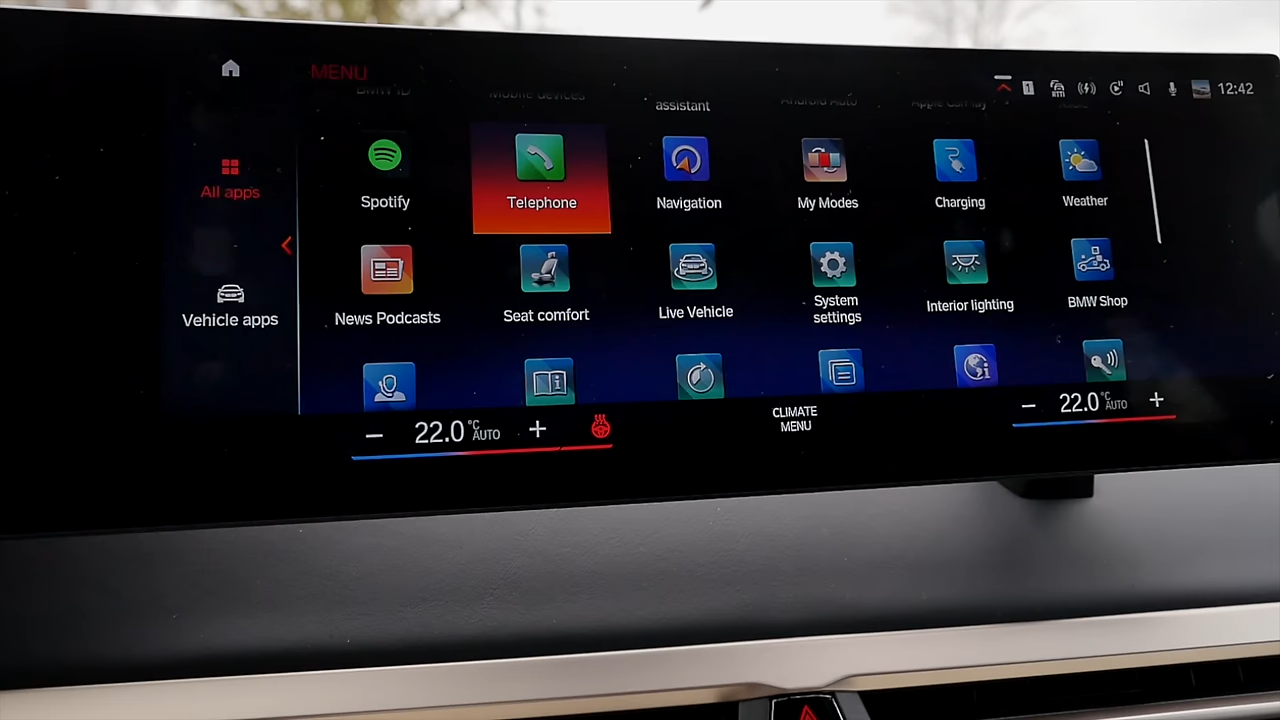 MENU
1
12:42
BMW ID
Mobile devices
assistant
Android Auto
Apple CarPlay
All apps
Vehicle apps
Spotify
Telephone
Navigation
My Modes
Charging
Weather
News Podcasts
Seat comfort
Live Vehicle
System
settings
Interior lighting
BMW Shop
− 22.0 °C AUTO +
CLIMATE
MENU
− 22.0 °C AUTO +